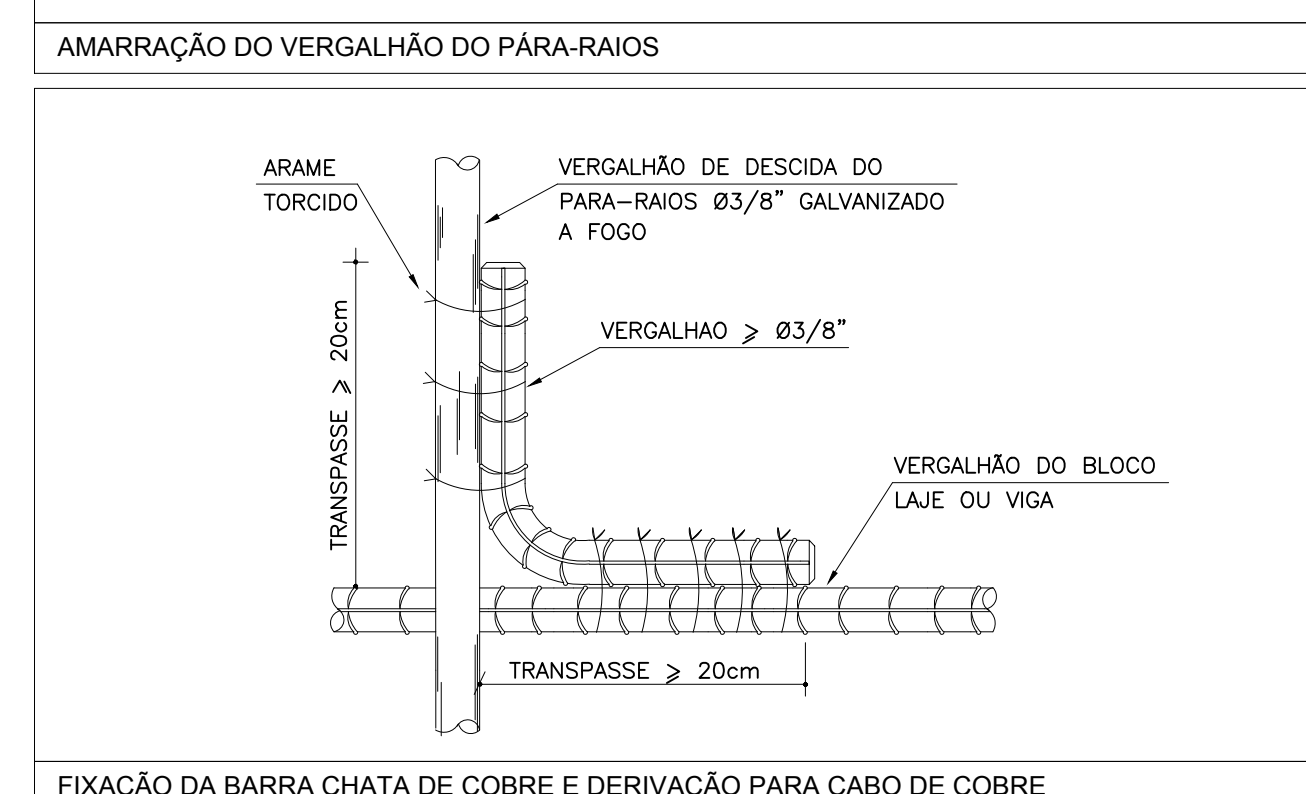 AMARRAÇÃO DO VERGALHÃO DO PÁRA-RAIOS
ARAME
TORCIDO
VERGALHÃO DE DESCIDA DO
PARA-RAIOS Ø3/8" GALVANIZADO
A FOGO
TRANSPASSE ⩾ 20cm
VERGALHAO ⩾ Ø3/8"
VERGALHÃO DO BLOCO
LAJE OU VIGA
TRANSPASSE ⩾ 20cm
FIXAÇÃO DA BARRA CHATA DE COBRE E DERIVAÇÃO PARA CABO DE COBRE